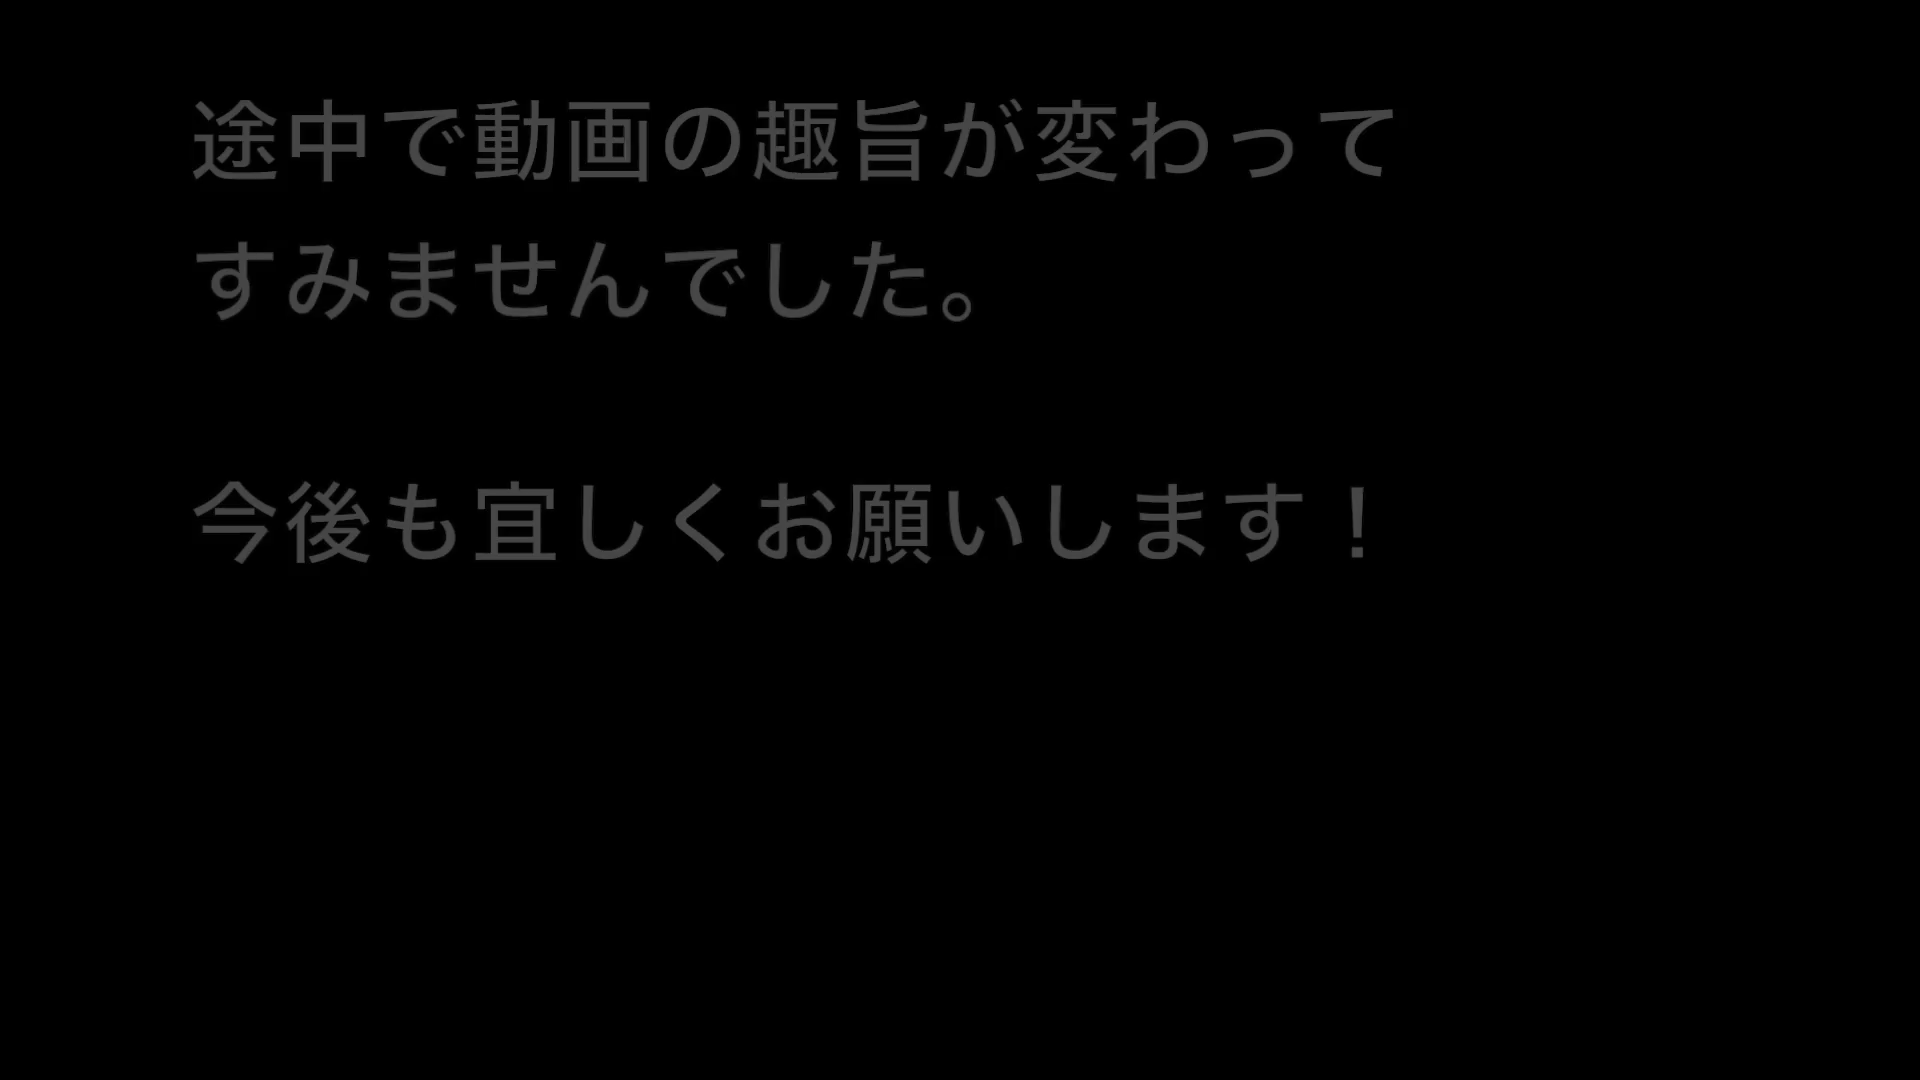 途中で動画の趣旨が変わって
すみませんでした。
今後も宜しくお願いします！